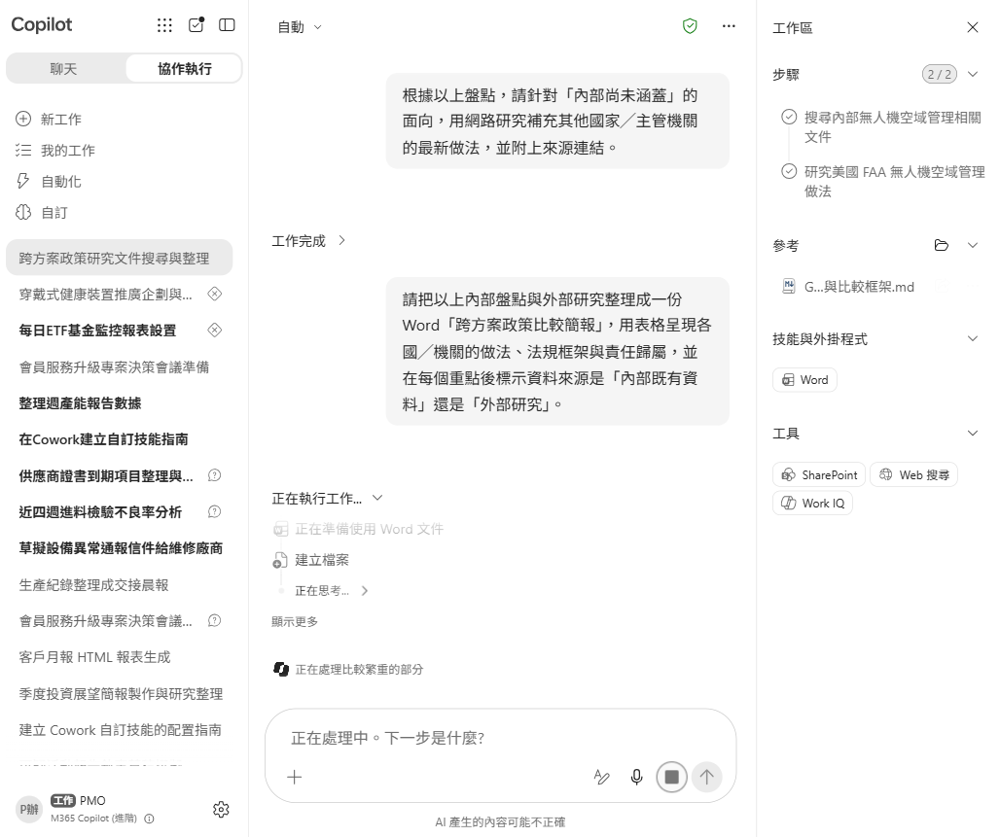 Copilot
聊天
協作執行
新工作
我的工作
自動化
自訂
跨方案政策研究文件搜尋與整理
穿戴式健康裝置推廣企劃與...
每日ETF基金監控報表設置
會員服務升級專案決策會議準備
整理週產能報告數據
在Cowork建立自訂技能指南
供應商證書到期項目整理與...
近四週進料檢驗不良率分析
草擬設備異常通報信件給維修廠商
生產紀錄整理成交接晨報
會員服務升級專案決策會議...
客戶月報 HTML 報表生成
季度投資展望簡報製作與研究整理
建立 Cowork 自訂技能的配置指南
P辦
工作 PMO
M365 Copilot (進階)
自動
根據以上盤點，請針對「內部尚未涵蓋」的
面向，用網路研究補充其他國家／主管機關
的最新做法，並附上來源連結。
工作完成
請把以上內部盤點與外部研究整理成一份
Word「跨方案政策比較簡報」，用表格呈現各
國／機關的做法、法規框架與責任歸屬，並
在每個重點後標示資料來源是「內部既有資
料」還是「外部研究」。
正在執行工作...
正在準備使用 Word 文件
建立檔案
正在思考...
顯示更多
正在處理比較繁重的部分
正在處理中。下一步是什麼?
AI 產生的內容可能不正確
工作區
步驟
2 / 2
搜尋內部無人機空域管理相關
文件
研究美國 FAA 無人機空域管理
做法
參考
G...與比較框架.md
技能與外掛程式
Word
工具
SharePoint
Web 搜尋
Work IQ